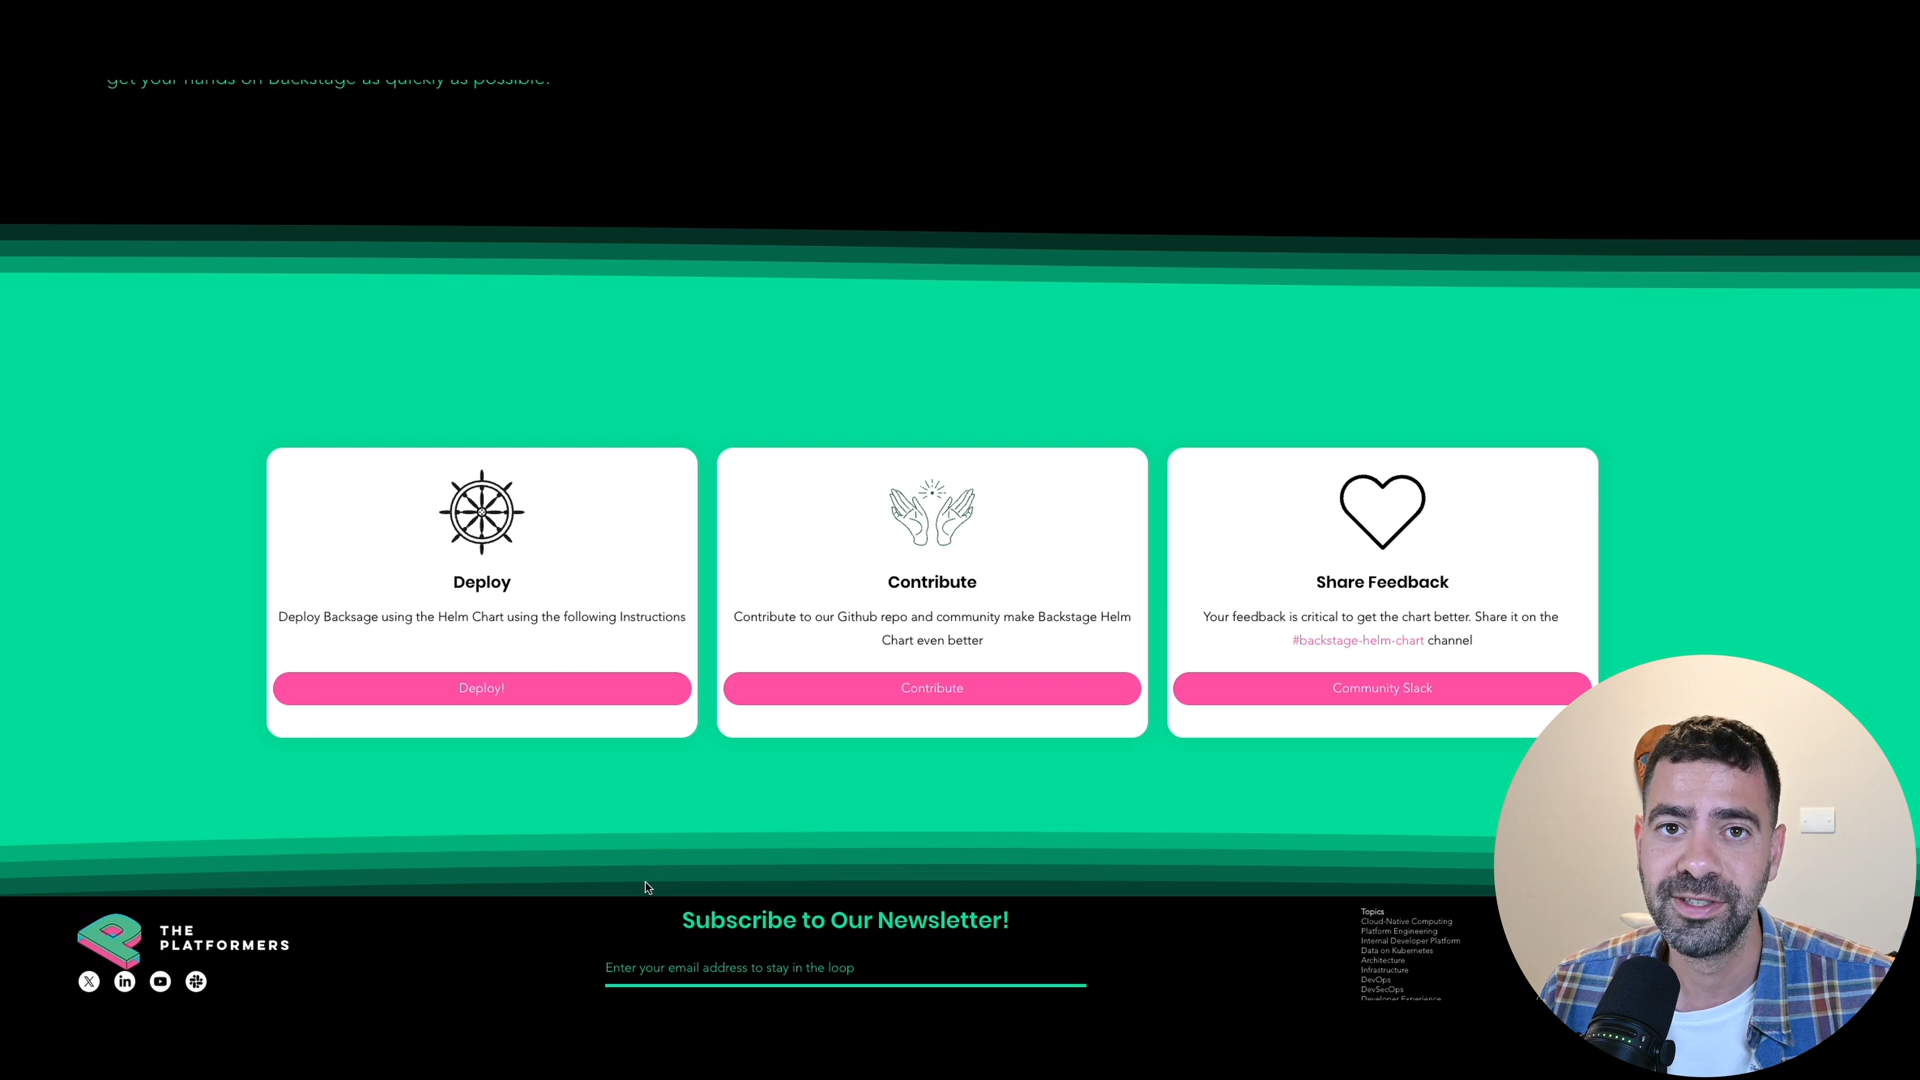 get your hands on Backstage as quickly as possible.
Deploy
Deploy Backsage using the Helm Chart using the following Instructions
Deploy!
Contribute
Contribute to our Github repo and community make Backstage Helm
Chart even better
Contribute
Share Feedback
Your feedback is critical to get the chart better. Share it on the
#backstage-helm-chart channel
Community Slack
THE
PLATFORMERS
Subscribe to Our Newsletter!
Enter your email address to stay in the loop
Topics
Cloud-Native Computing
Platform Engineering
Internal Developer Platform
Data on Kubernetes
Architecture
Infrastructure
DevOps
DevSecOps
Developer Experience